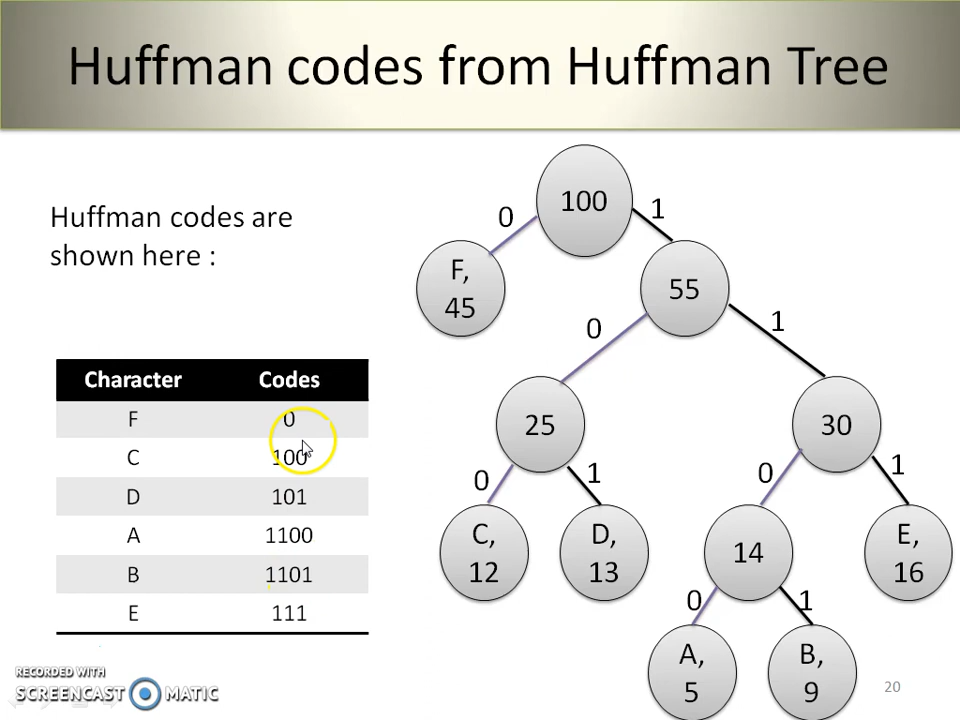 Huffman codes from Huffman Tree
Huffman codes are
shown here :
Character Codes
F 0
C 100
D 101
A 1100
B 1101
E 111
100
0 1
F,
45
55
0 1
25
30
0 1 0 1
C,
12
D,
13
14
E,
16
0 1
A,
5
B,
9
RECORDED WITH
SCREENCAST MATIC
20